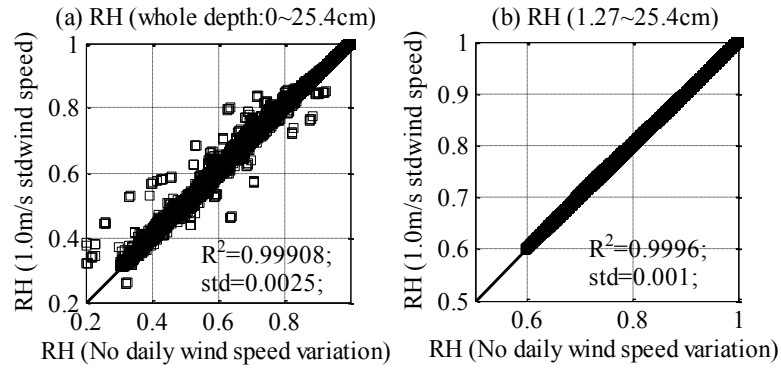 (a) RH (whole depth:0~25.4cm)
(b) RH (1.27~25.4cm)
RH (1.0m/s stdwind speed)
1
0.8
0.6
0.4
0.2
R²=0.99908;
std=0.0025;
0.2 0.4 0.6 0.8
RH (No daily wind speed variation)
RH (1.0m/s stdwind speed)
1
0.9
0.8
0.7
0.6
0.5
R²=0.9996;
std=0.001;
0.6 0.8 1
RH (No daily wind speed variation)